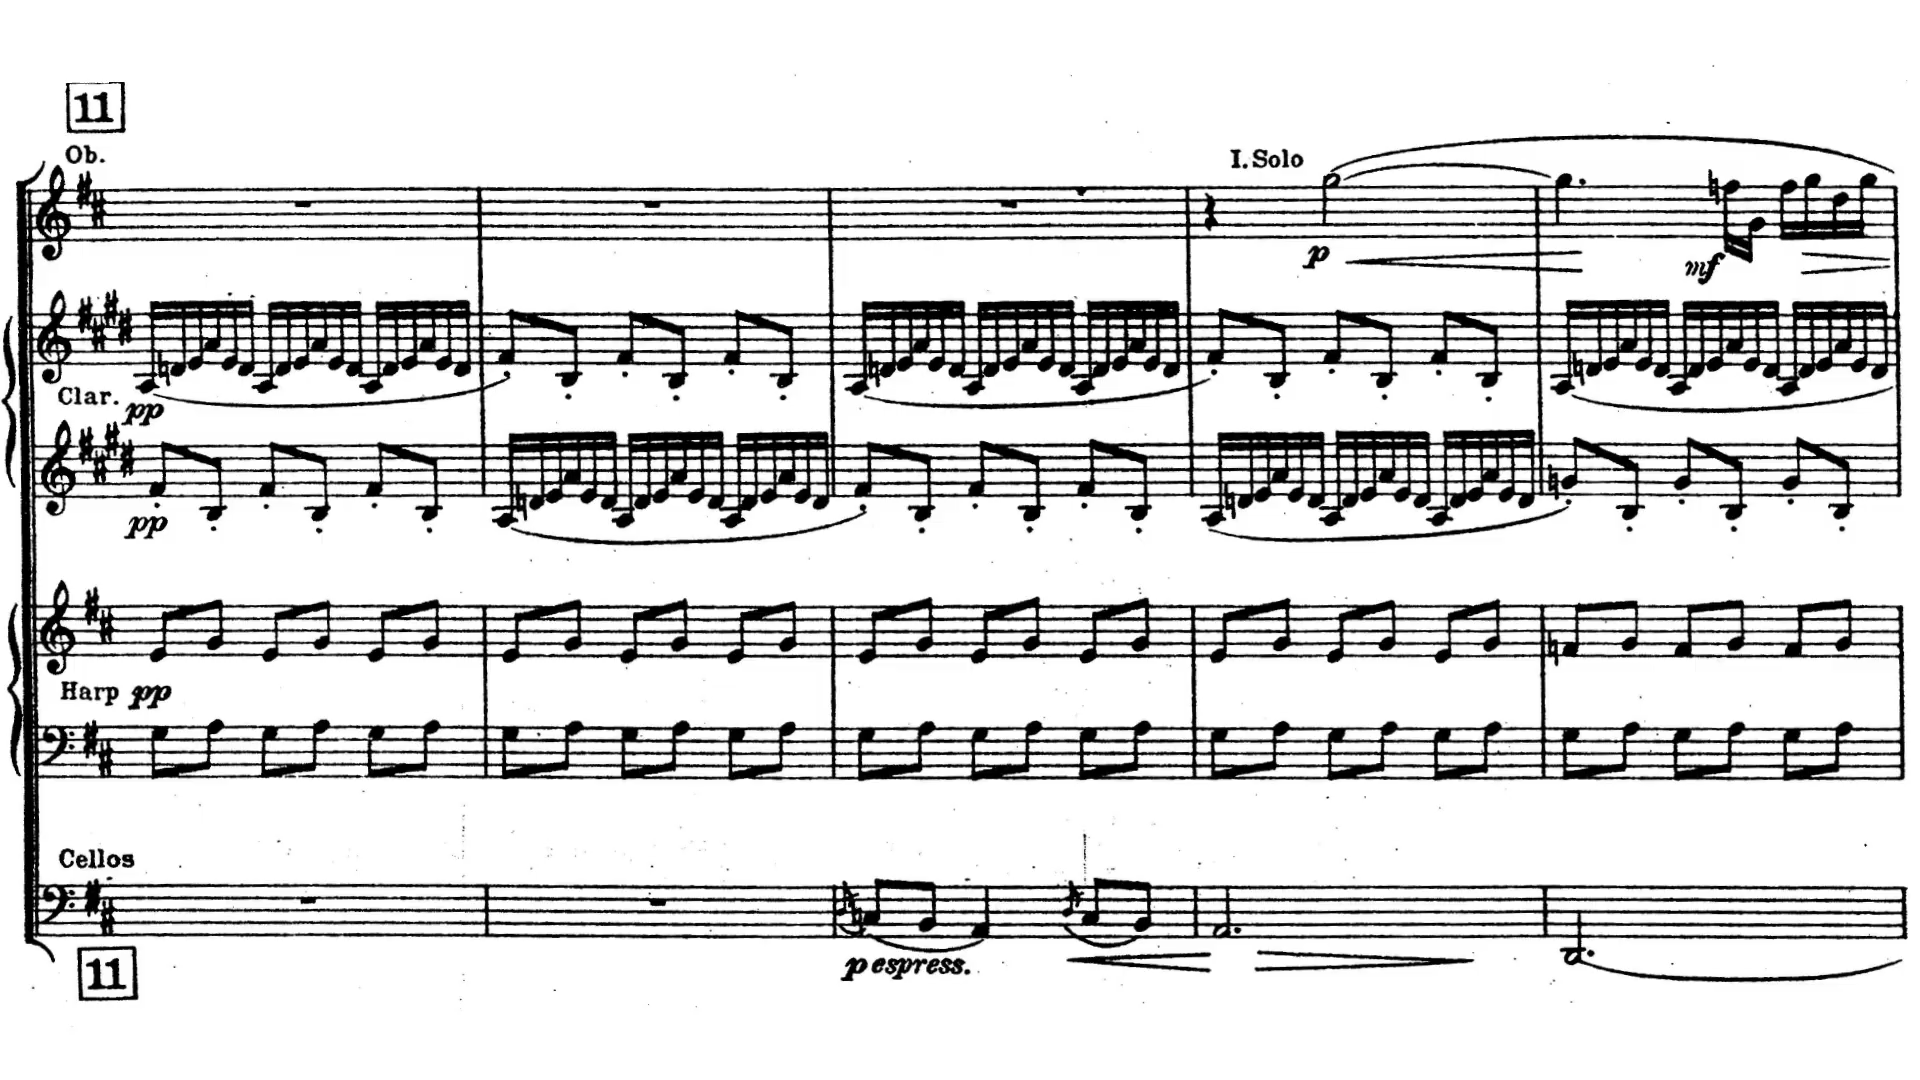 11
Ob.
I. Solo
p
mf
Clar.
pp
pp
Harp pp
Cellos
p espress.
11